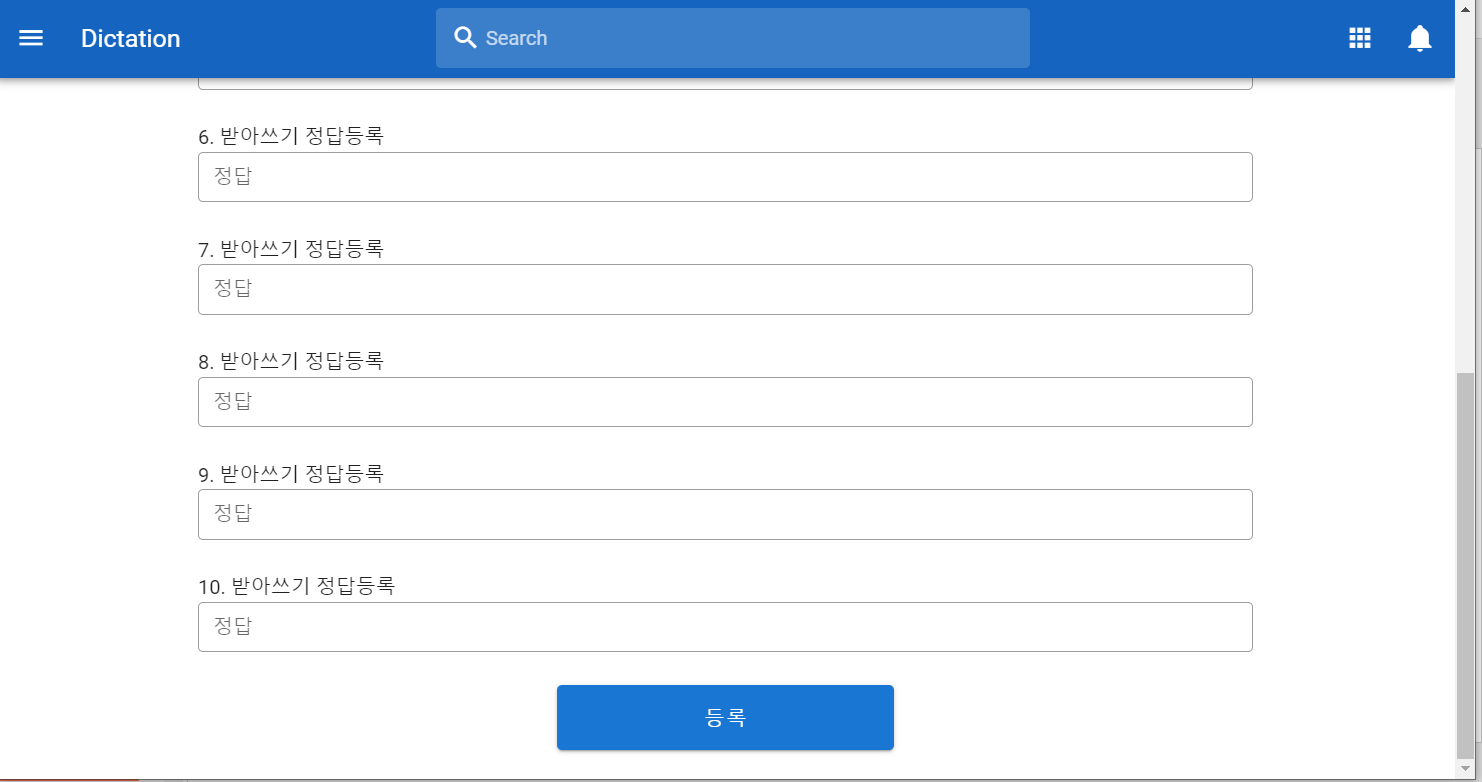 Dictation
Search
6. 받아쓰기 정답등록
정답
7. 받아쓰기 정답등록
정답
8. 받아쓰기 정답등록
정답
9. 받아쓰기 정답등록
정답
10. 받아쓰기 정답등록
정답
등록